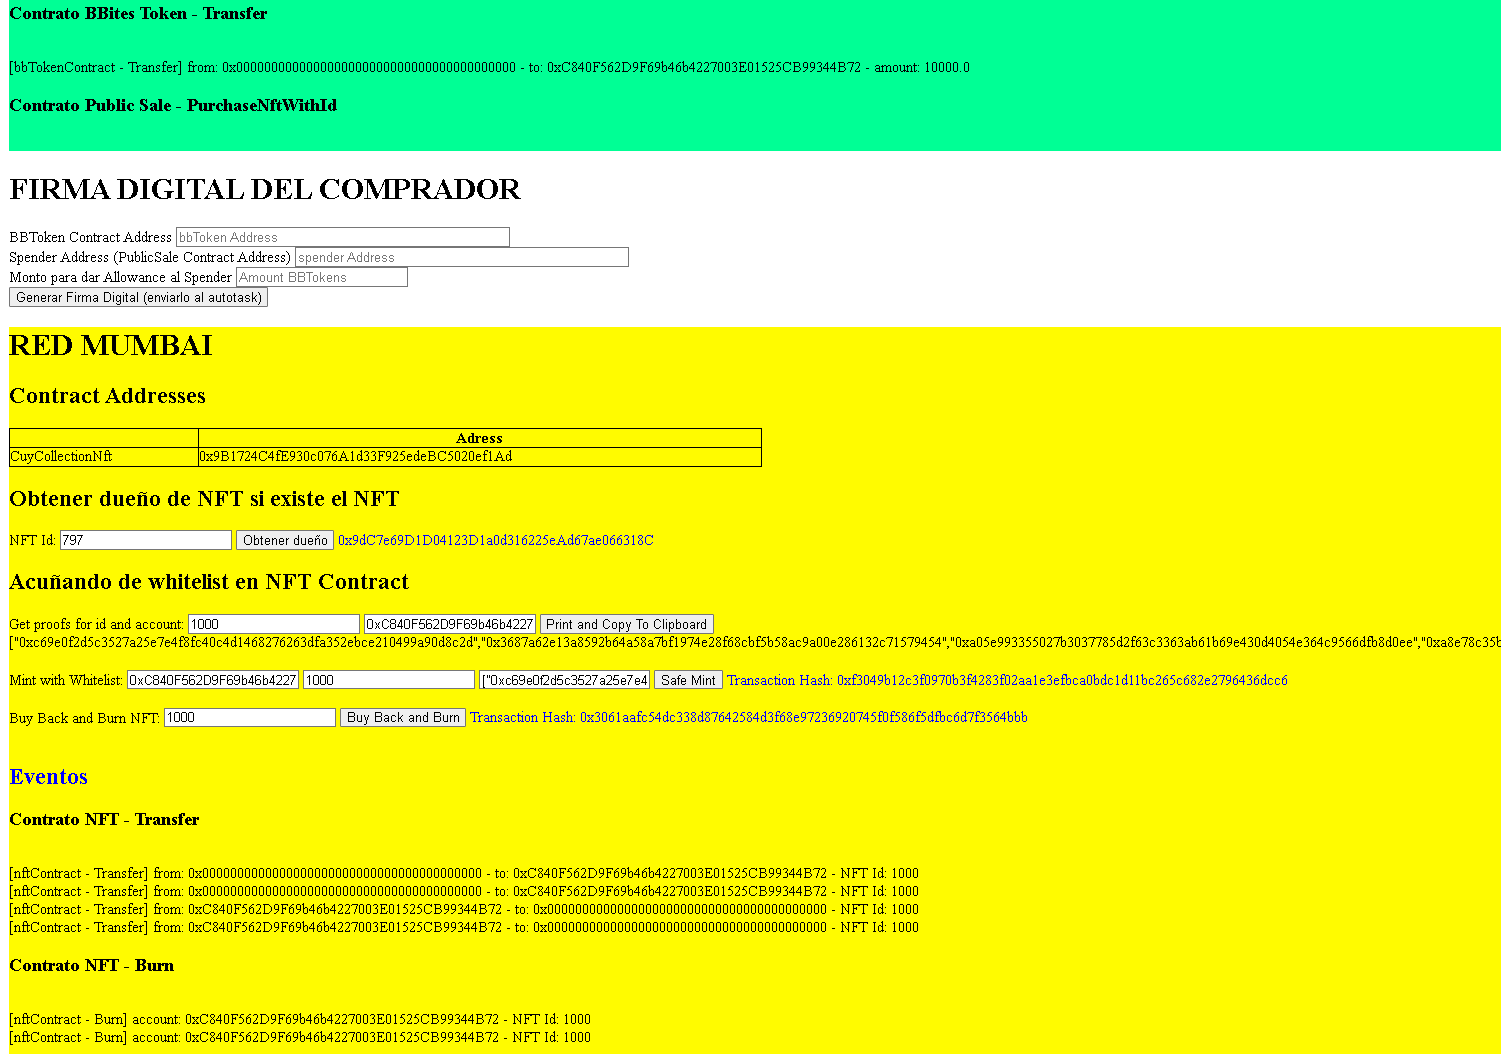 Contrato BBites Token - Transfer
[bbTokenContract - Transfer] from: 0x0000000000000000000000000000000000000000 - to: 0xC840F562D9F69b46b4227003E01525CB99344B72 - amount: 10000.0
Contrato Public Sale - PurchaseNftWithId
FIRMA DIGITAL DEL COMPRADOR
BBToken Contract Address bbToken Address
Spender Address (PublicSale Contract Address) spender Address
Monto para dar Allowance al Spender Amount BBTokens
Generar Firma Digital (enviarlo al autotask)
RED MUMBAI
Contract Addresses
Adress
CuyCollectionNft 0x9B1724C4fE930c076A1d33F925edeBC5020ef1Ad
Obtener dueño de NFT si existe el NFT
NFT Id: 797 Obtener dueño 0x9dC7e69D1D04123D1a0d316225eAd67ae066318C
Acuñando de whitelist en NFT Contract
Get proofs for id and account: 1000 0xC840F562D9F69b46b4227 Print and Copy To Clipboard
["0xc69e0f2d5c3527a25e7e4f8fc40c4d1468276263dfa352ebce210499a90d8c2d","0x3687a62e13a8592b64a58a7bf1974e28f68cbf5b58ac9a00e286132c71579454","0xa05e993355027b3037785d2f63c3363ab61b69e430d4054e364c9566dfb8d0ee","0xa8e78c35b
Mint with Whitelist: 0xC840F562D9F69b46b4227 1000 ["0xc69e0f2d5c3527a25e7e4 Safe Mint Transaction Hash: 0xf3049b12c3f0970b3f4283f02aa1e3efbca0bdc1d11bc265c682e2796436dcc6
Buy Back and Burn NFT: 1000 Buy Back and Burn Transaction Hash: 0x3061aafc54dc338d87642584d3f68e97236920745f0f586f5dfbc6d7f3564bbb
Eventos
Contrato NFT - Transfer
[nftContract - Transfer] from: 0x0000000000000000000000000000000000000000 - to: 0xC840F562D9F69b46b4227003E01525CB99344B72 - NFT Id: 1000
[nftContract - Transfer] from: 0x0000000000000000000000000000000000000000 - to: 0xC840F562D9F69b46b4227003E01525CB99344B72 - NFT Id: 1000
[nftContract - Transfer] from: 0xC840F562D9F69b46b4227003E01525CB99344B72 - to: 0x0000000000000000000000000000000000000000 - NFT Id: 1000
[nftContract - Transfer] from: 0xC840F562D9F69b46b4227003E01525CB99344B72 - to: 0x0000000000000000000000000000000000000000 - NFT Id: 1000
Contrato NFT - Burn
[nftContract - Burn] account: 0xC840F562D9F69b46b4227003E01525CB99344B72 - NFT Id: 1000
[nftContract - Burn] account: 0xC840F562D9F69b46b4227003E01525CB99344B72 - NFT Id: 1000